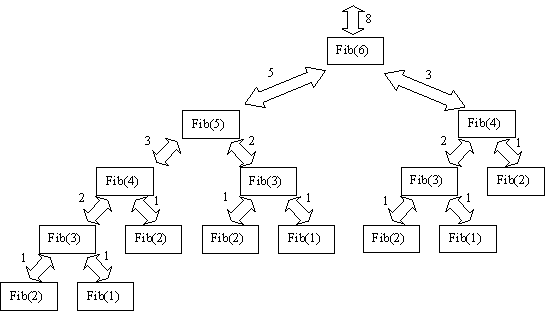 8
Fib(6)
5 3
Fib(5) Fib(4)
3 2 2 1
Fib(4) Fib(3) Fib(3) Fib(2)
2 1 1 1 1 1
Fib(3) Fib(2) Fib(2) Fib(1) Fib(2) Fib(1)
1 1
Fib(2) Fib(1)